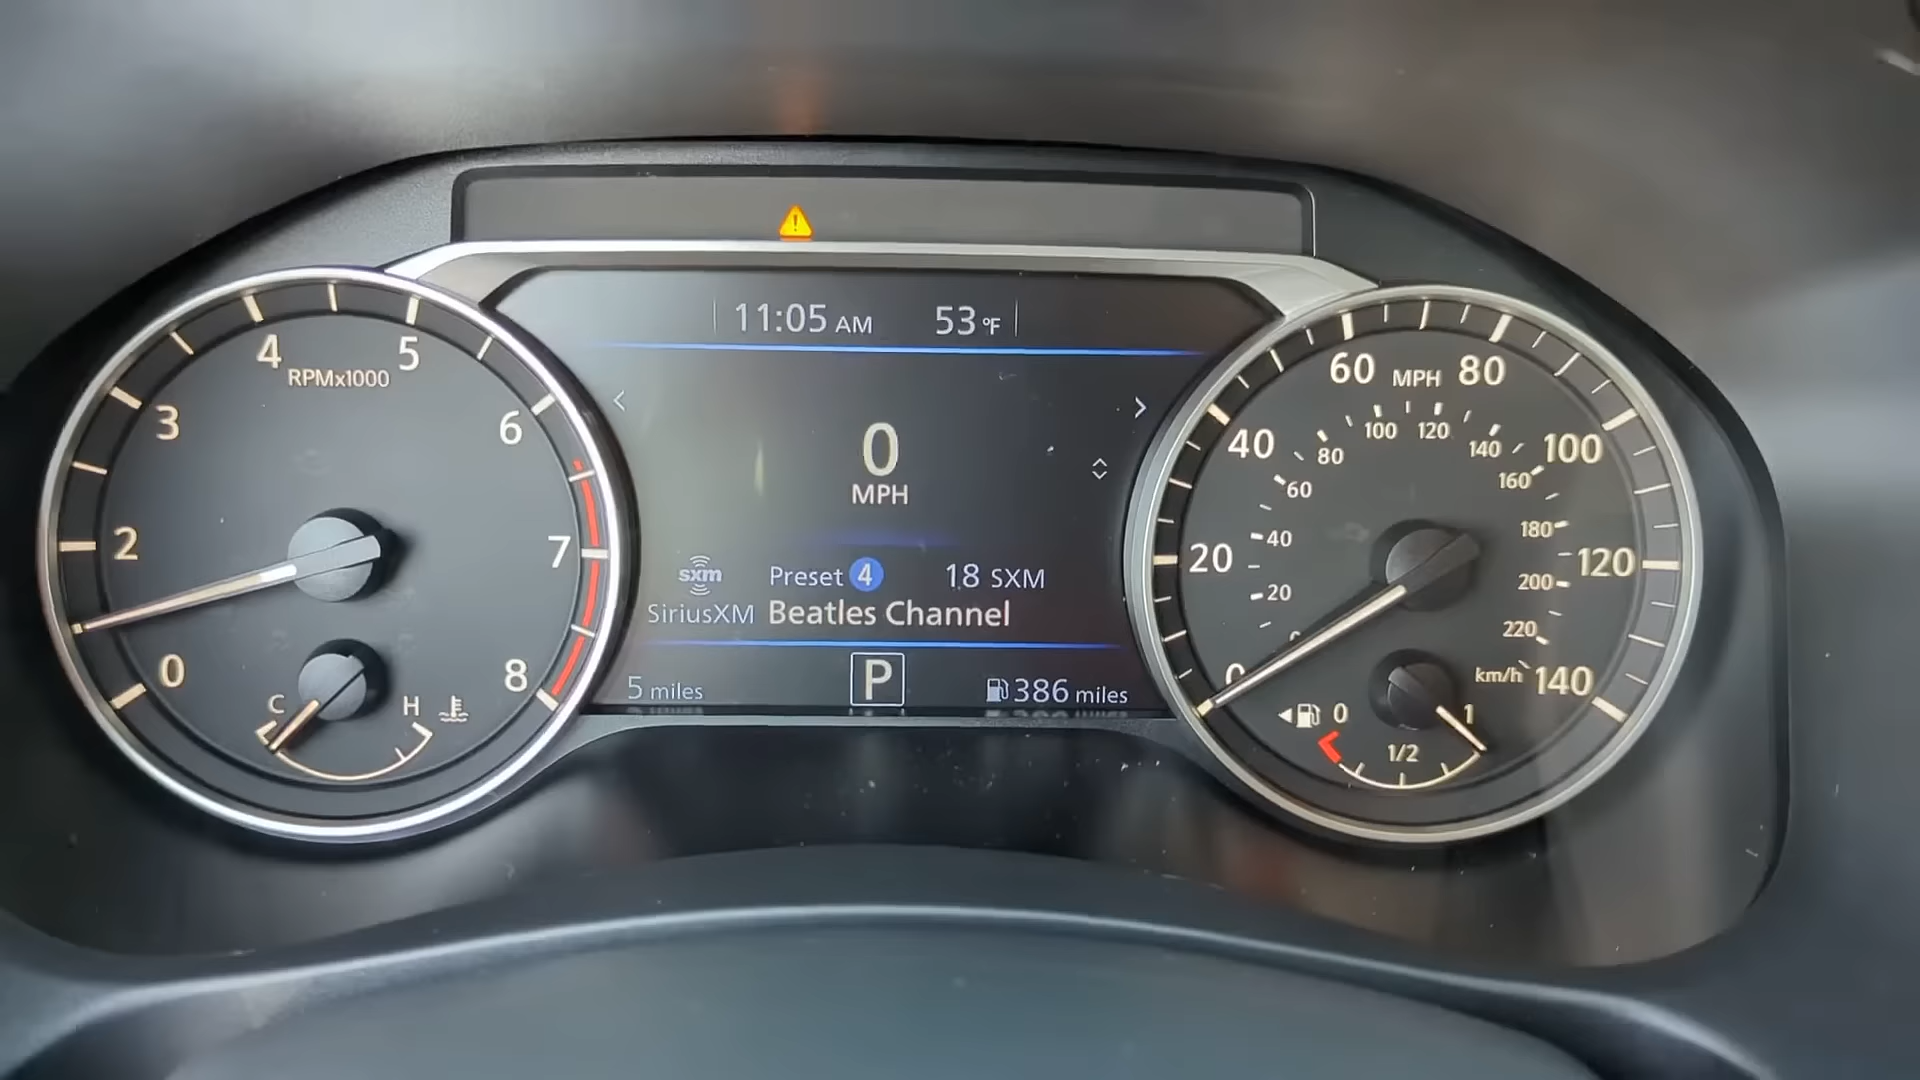 11:05 AM 53 °F
0
MPH
sxm Preset 4 18 SXM
SiriusXM Beatles Channel
5 miles P 386 miles
RPMx1000
0
2
3
4
5
6
7
8
C H
MPH
0
20
40
60
80
100
120
140
0
20
40
60
80
100
120
140
160
180
200
220
km/h
0 1/2 1